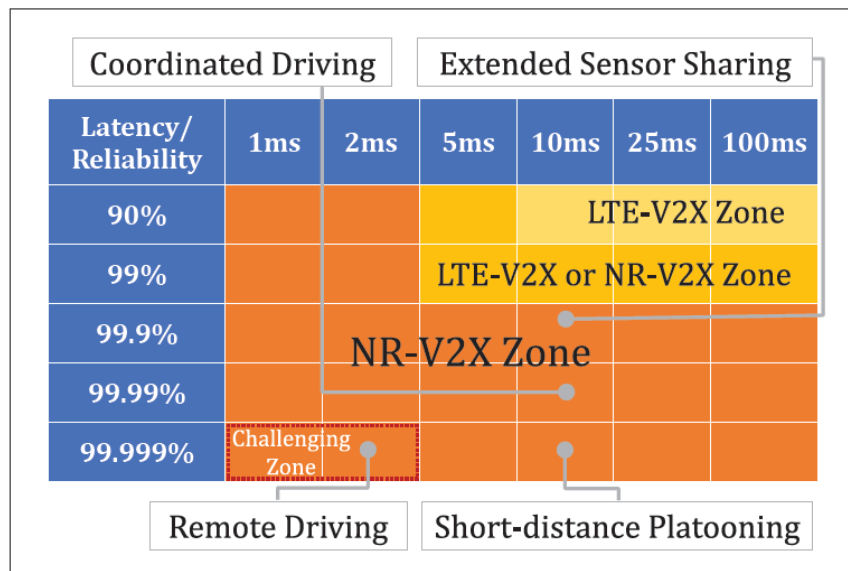 Coordinated Driving
Extended Sensor Sharing
Latency/
Reliability
1ms
2ms
5ms
10ms
25ms
100ms
90%
LTE-V2X Zone
99%
LTE-V2X or NR-V2X Zone
99.9%
NR-V2X Zone
99.99%
99.999%
Challenging
Zone
Remote Driving
Short-distance Platooning